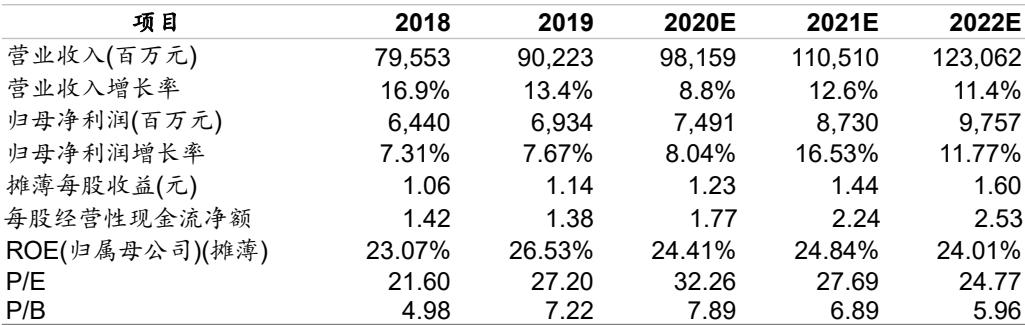 项目 2018 2019 2020E 2021E 2022E
营业收入(百万元) 79,553 90,223 98,159 110,510 123,062
营业收入增长率 16.9% 13.4% 8.8% 12.6% 11.4%
归母净利润(百万元) 6,440 6,934 7,491 8,730 9,757
归母净利润增长率 7.31% 7.67% 8.04% 16.53% 11.77%
摊薄每股收益(元) 1.06 1.14 1.23 1.44 1.60
每股经营性现金流净额 1.42 1.38 1.77 2.24 2.53
ROE(归属母公司)(摊薄) 23.07% 26.53% 24.41% 24.84% 24.01%
P/E 21.60 27.20 32.26 27.69 24.77
P/B 4.98 7.22 7.89 6.89 5.96